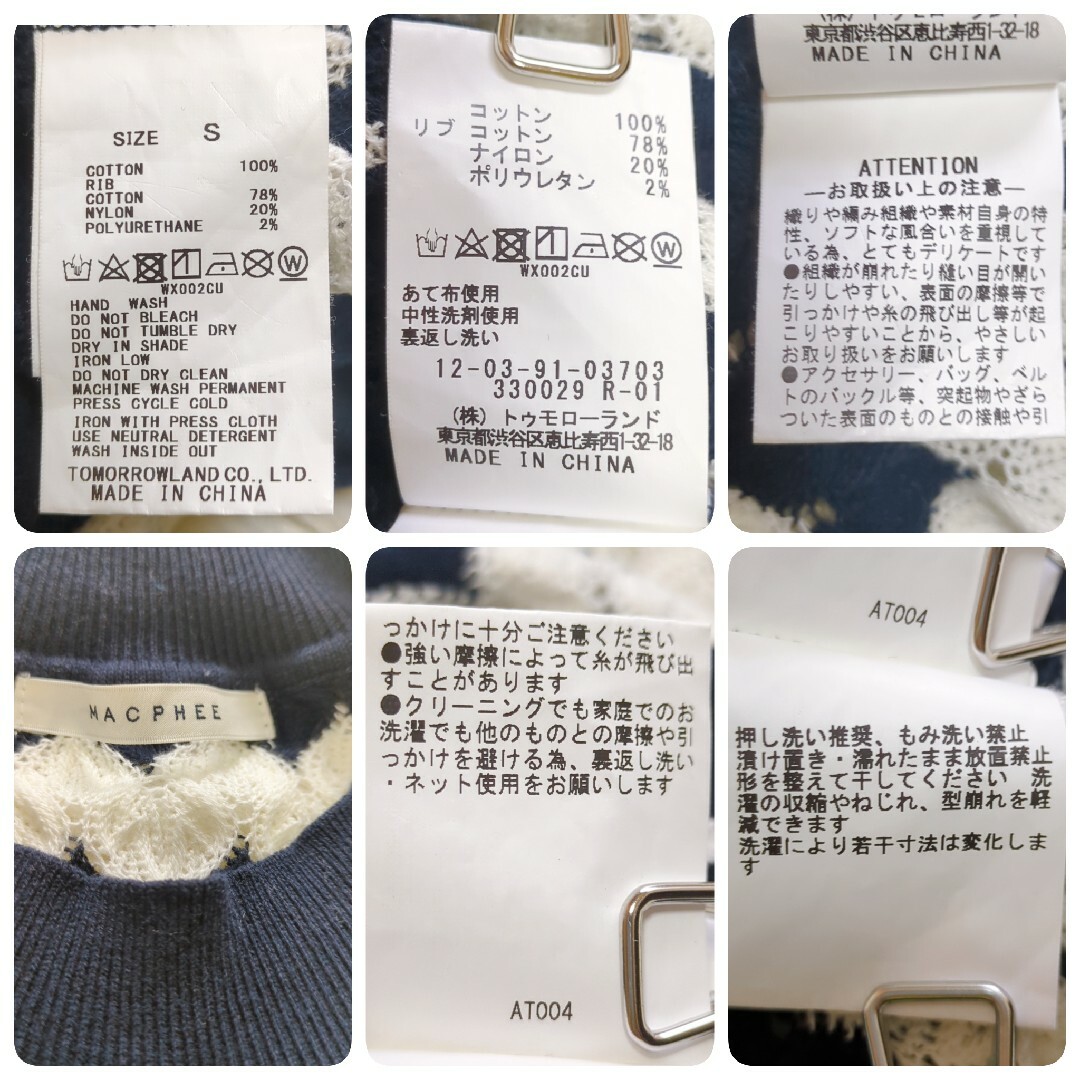 SIZE S
COTTON 100%
RIB
COTTON 78%
NYLON 20%
POLYURETHANE 2%
WX002CU
HAND WASH
DO NOT BLEACH
DO NOT TUMBLE DRY
DRY IN SHADE
IRON LOW
DO NOT DRY CLEAN
MACHINE WASH PERMANENT
PRESS CYCLE COLD
IRON WITH PRESS CLOTH
USE NEUTRAL DETERGENT
WASH INSIDE OUT
TOMORROWLAND CO., LTD.
MADE IN CHINA
コットン 100%
リブ コットン 78%
ナイロン 20%
ポリウレタン 2%
WX002CU
あて布使用
中性洗剤使用
裏返し洗い
12-03-91-03703
330029 R-01
(株) トゥモローランド
東京都渋谷区恵比寿西1-32-18
MADE IN CHINA
(株) トゥモローランド
東京都渋谷区恵比寿西1-32-18
MADE IN CHINA
ATTENTION
―お取扱い上の注意―
織りや編み組織や素材自身の特
性、ソフトな風合いを重視して
いる為、とてもデリケートです
●組織が崩れたり縫い目が開い
たりしやすい、表面の摩擦等で
引っかけや糸の飛び出し等が起
こりやすいことから、やさしい
お取り扱いをお願いします
●アクセサリー、バッグ、ベル
トのバックル等、突起物やざら
ついた表面のものとの接触や引
MACPHEE
っかけに十分ご注意ください
●強い摩擦によって糸が飛び出
すことがあります
●クリーニングでも家庭でのお
洗濯でも他のものとの摩擦や引
っかけを避ける為、裏返し洗い
・ネット使用をお願いします
AT004
AT004
押し洗い推奨、もみ洗い禁止
漬け置き・濡れたまま放置禁止
形を整えて干してください 洗
濯の収縮やねじれ、型崩れを軽
減できます
洗濯により若干寸法は変化しま
す